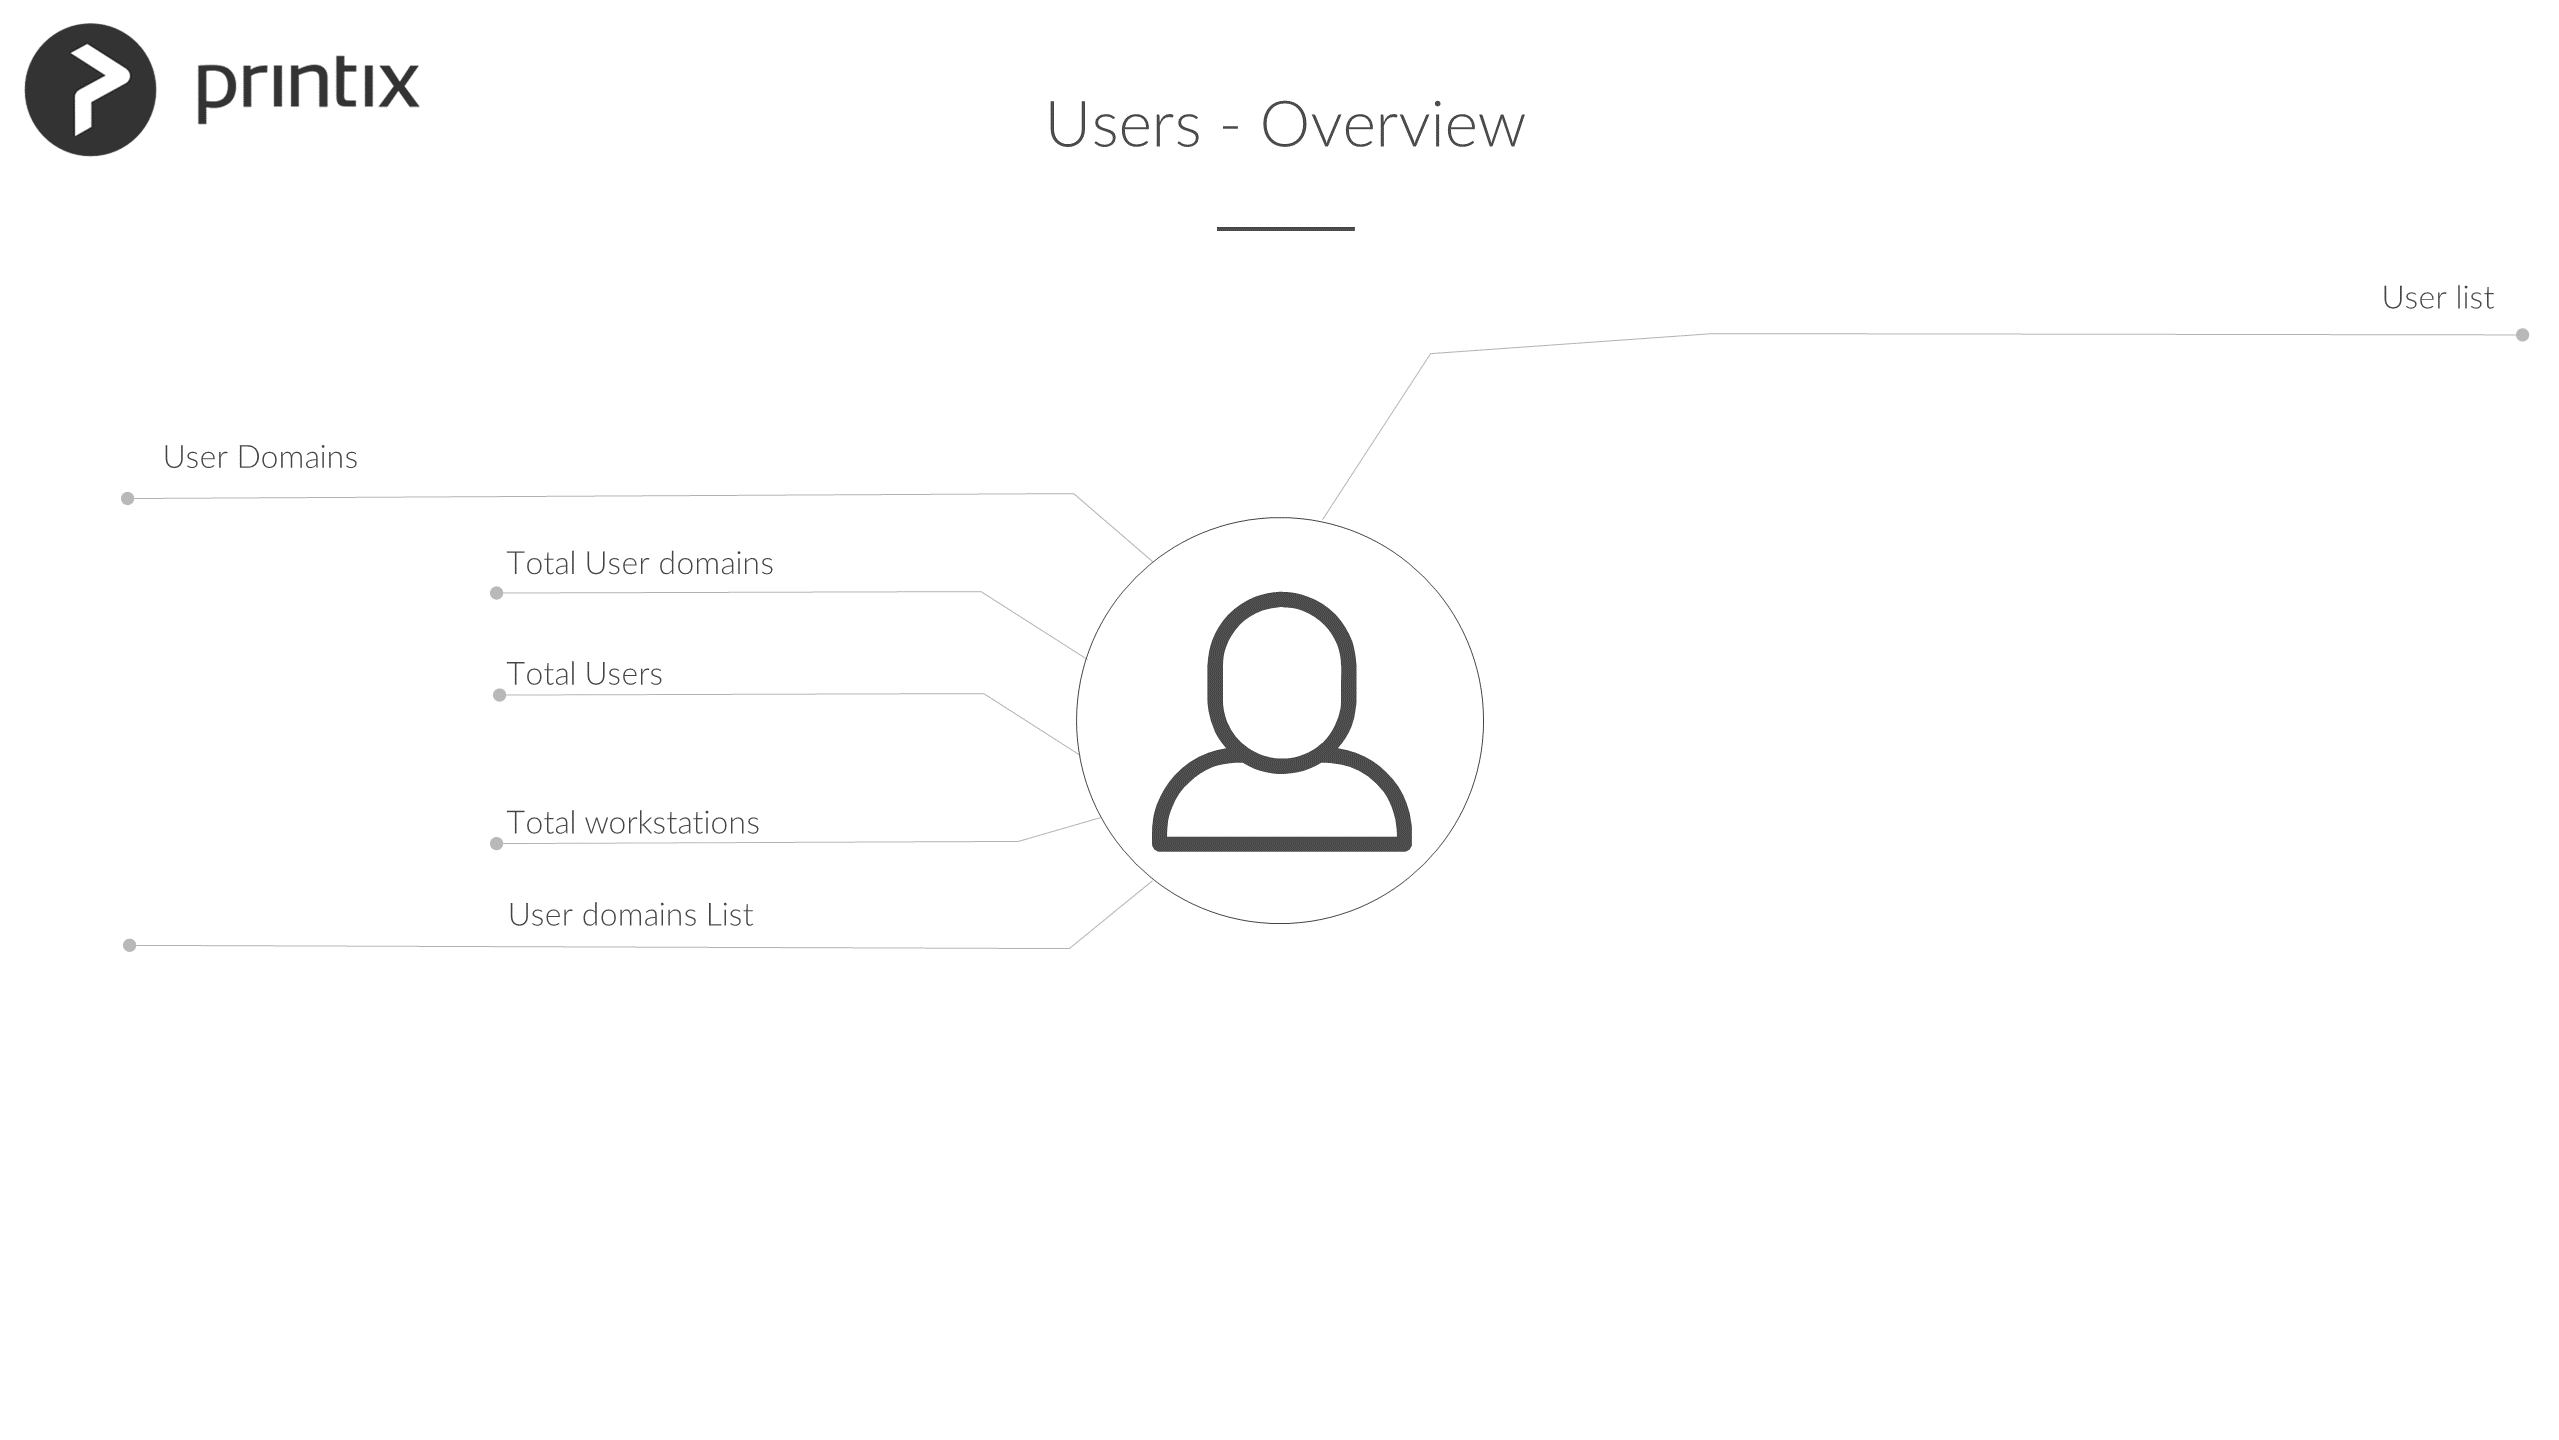 printix
Users - Overview
User list
User Domains
Total User domains
Total Users
Total workstations
User domains List